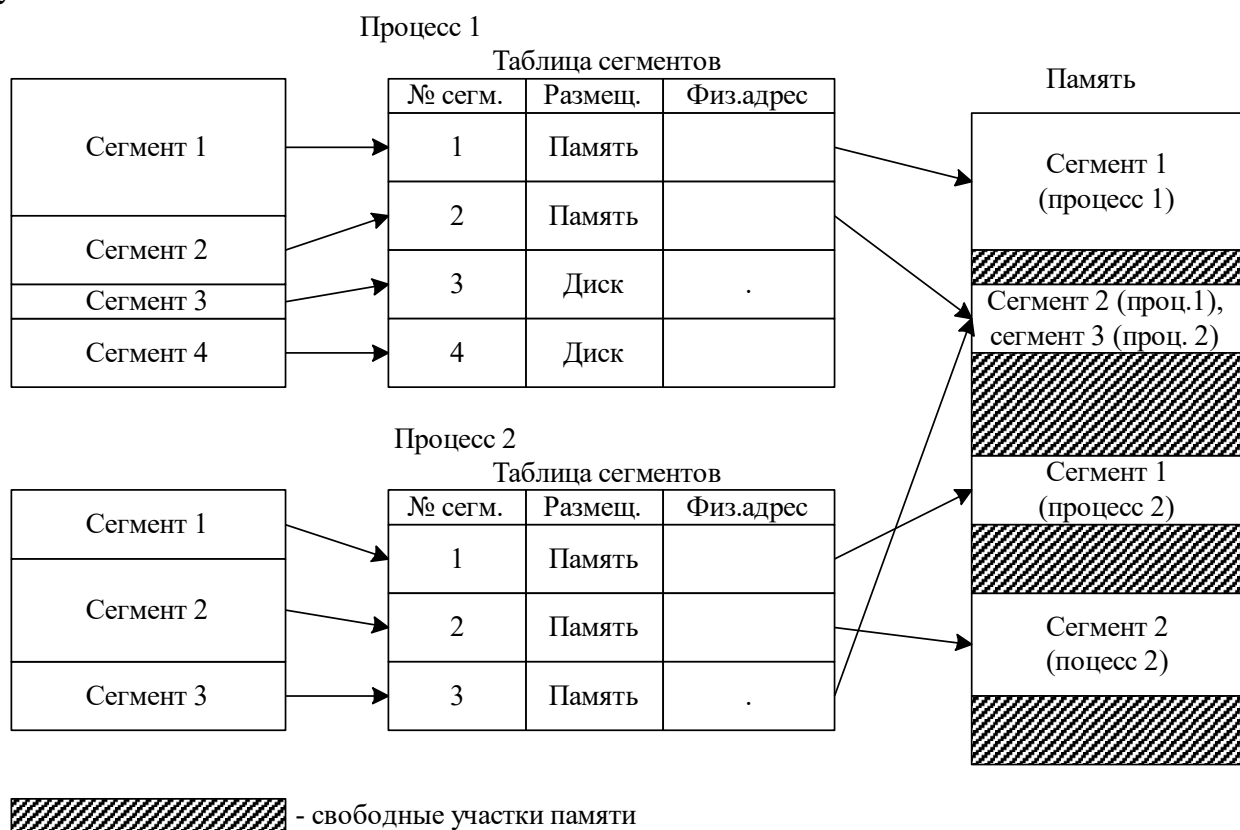 Процесс 1
Таблица сегментов
№ сегм. Размещ. Физ.адрес
Сегмент 1
Сегмент 2
Сегмент 3
Сегмент 4
1 Память
2 Память
3 Диск .
4 Диск
Процесс 2
Таблица сегментов
№ сегм. Размещ. Физ.адрес
Сегмент 1
Сегмент 2
Сегмент 3
1 Память
2 Память
3 Память .
Память
Сегмент 1
(процесс 1)
Сегмент 2 (проц.1),
сегмент 3 (проц. 2)
Сегмент 1
(процесс 2)
Сегмент 2
(поцесс 2)
- свободные участки памяти